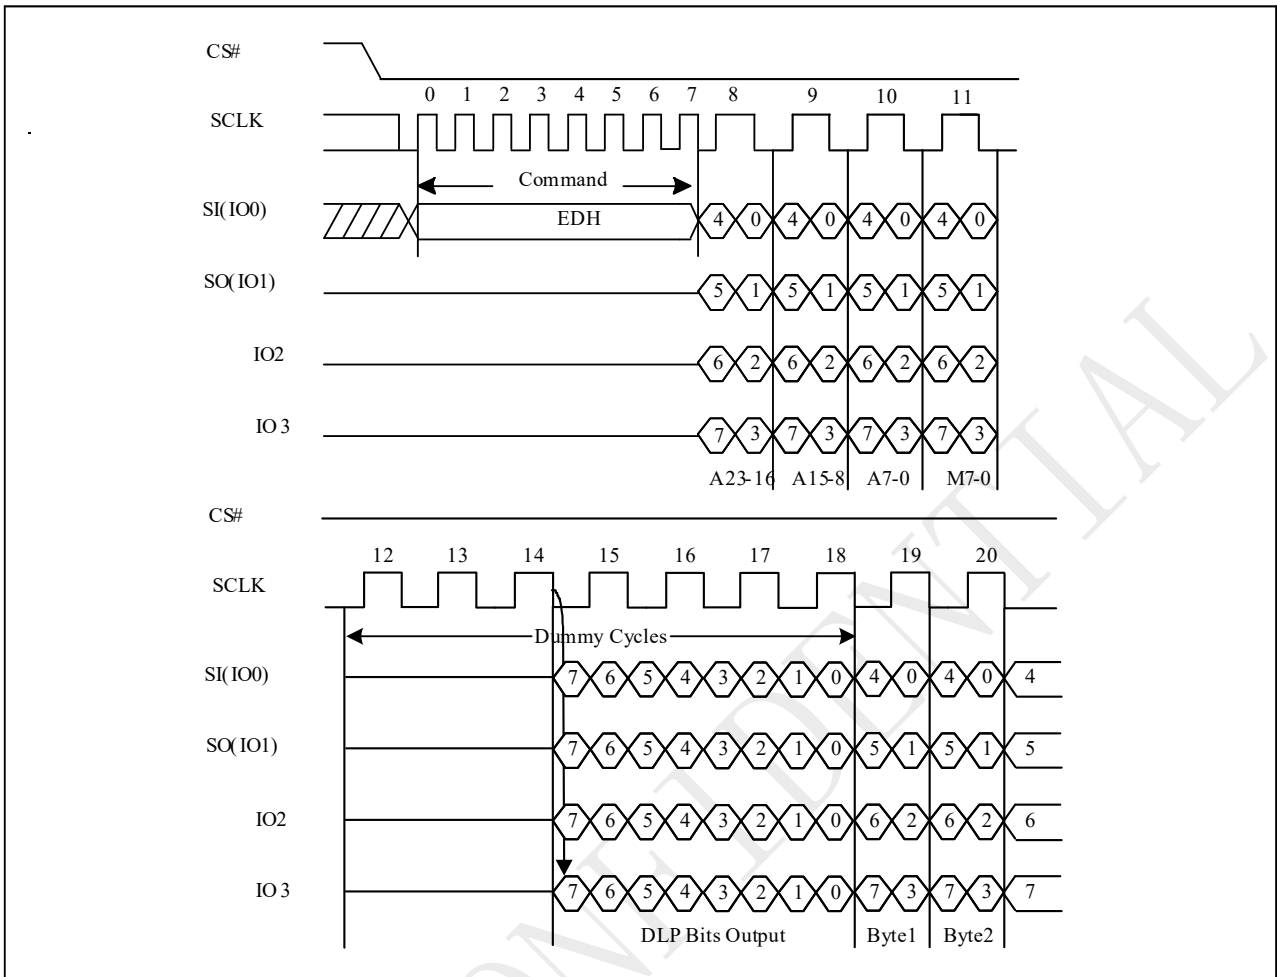 CS#
0 1 2 3 4 5 6 7 8 9 10 11
SCLK
Command
SI(IO0)
EDH 4 0 4 0 4 0 4 0
SO(IO1)
5 1 5 1 5 1 5 1
IO2
6 2 6 2 6 2 6 2
IO 3
7 3 7 3 7 3 7 3
A23-16 A15-8 A7-0 M7-0
CS#
12 13 14 15 16 17 18 19 20
SCLK
Dummy Cycles
SI(IO0)
7 6 5 4 3 2 1 0 4 0 4 0 4
SO(IO1)
7 6 5 4 3 2 1 0 5 1 5 1 5
IO2
7 6 5 4 3 2 1 0 6 2 6 2 6
IO 3
7 6 5 4 3 2 1 0 7 3 7 3 7
DLP Bits Output Byte1 Byte2
CONFIDENTIAL